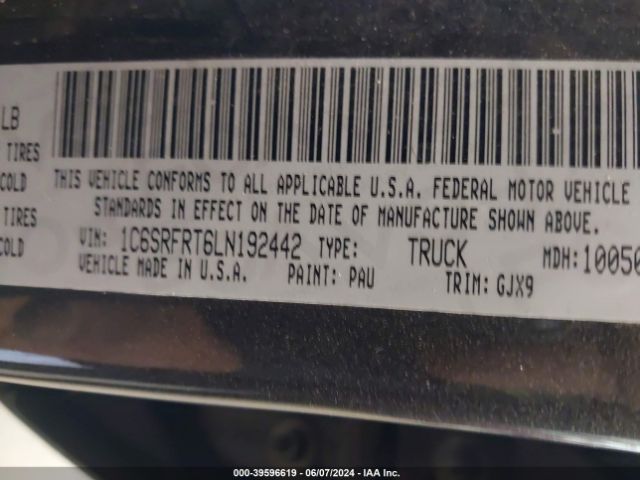 LB
TIRES
COLD
TIRES
COLD
THIS VEHICLE CONFORMS TO ALL APPLICABLE U.S.A. FEDERAL MOTOR VEHICLE
STANDARDS IN EFFECT ON THE DATE OF MANUFACTURE SHOWN ABOVE.
VIN: 1C6SRFRT6LN192442 TYPE: TRUCK MDH: 10050
VEHICLE MADE IN U.S.A. PAINT: PAU TRIM: GJX9
000-39596619 | 06/07/2024 | IAA Inc.